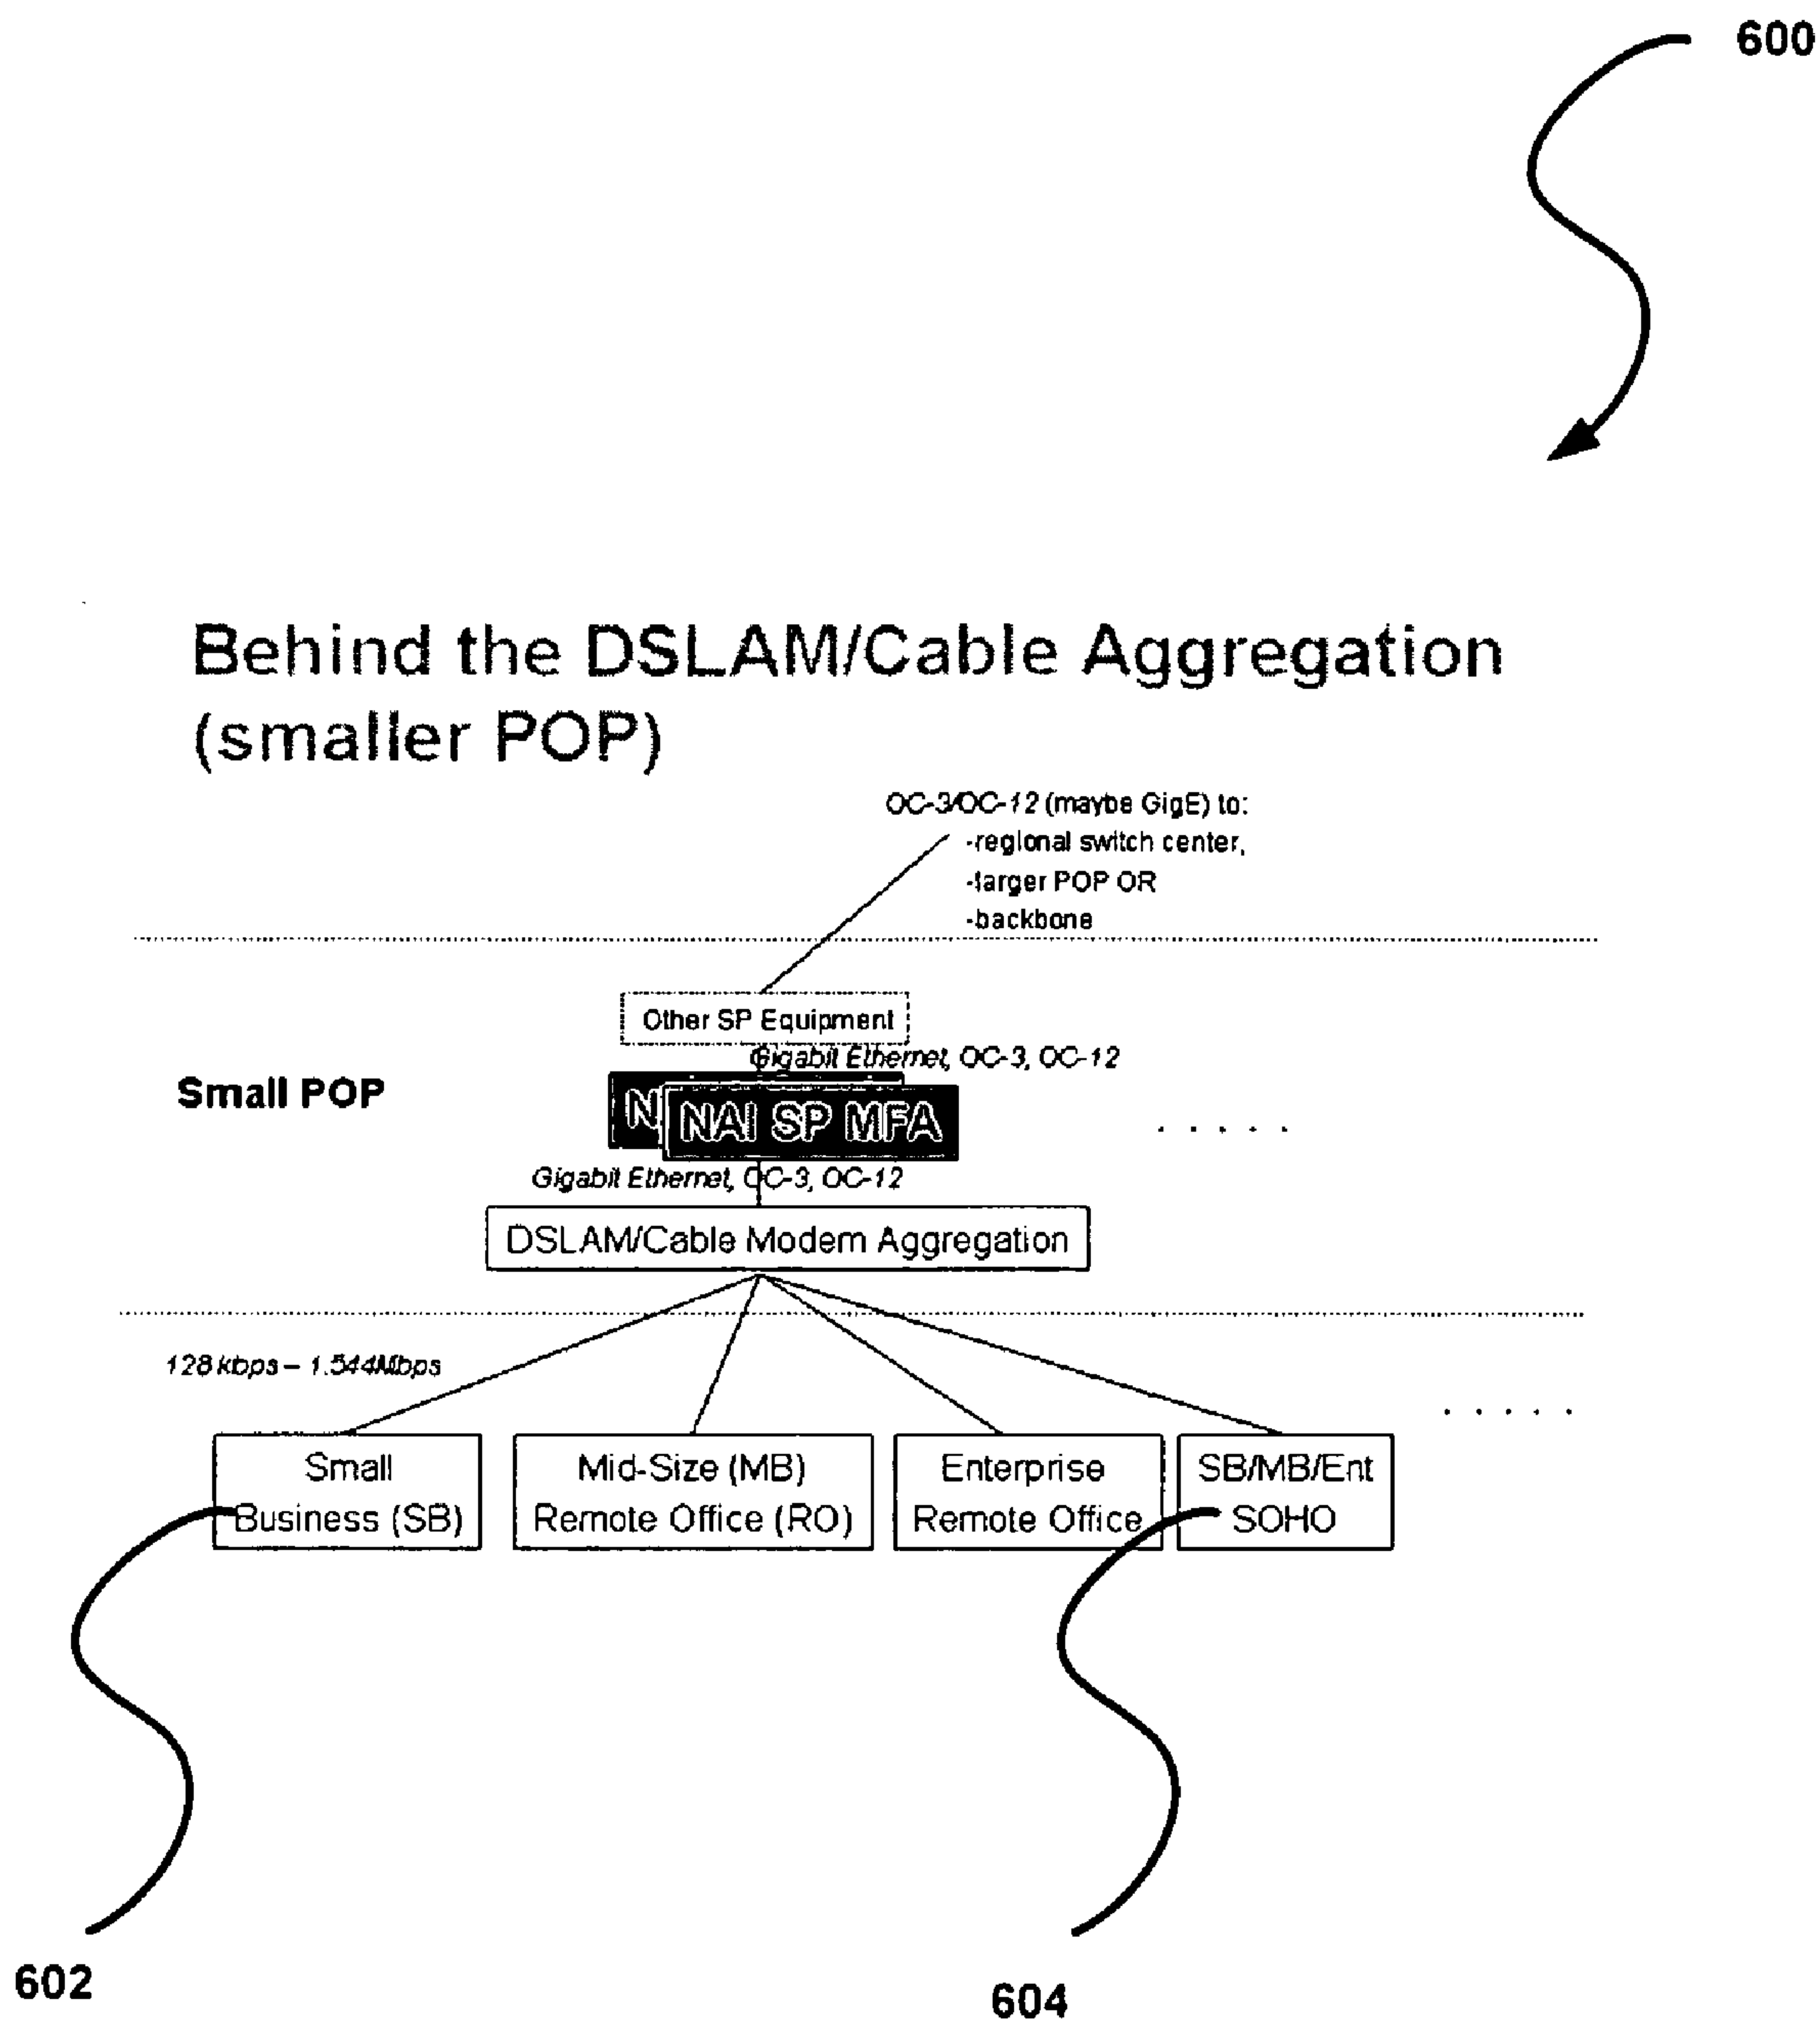 600
Behind the DSLAM/Cable Aggregation
(smaller POP)
OC-3/OC-12 (maybe GigE) to:
-regional switch center,
-larger POP OR
-backbone
Other SP Equipment
Gigabit Ethernet, OC-3, OC-12
Small POP
N
NAI SP MFA
. . . . .
Gigabit Ethernet, OC-3, OC-12
DSLAM/Cable Modem Aggregation
128 kbps – 1.544Mbps
. . . . .
Small
Business (SB)
Mid-Size (MB)
Remote Office (RO)
Enterprise
Remote Office
SB/MB/Ent
SOHO
602
604